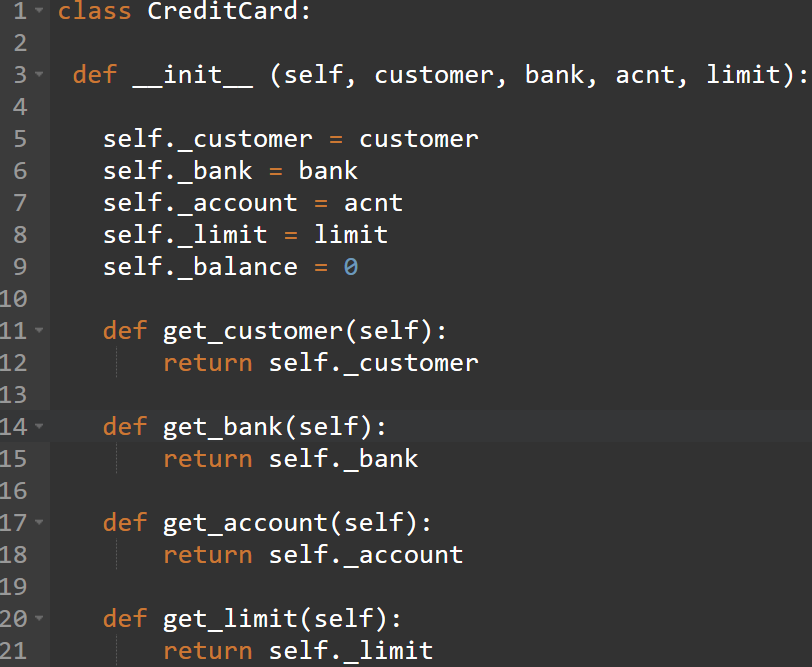 1 class CreditCard:
2
3 def __init__ (self, customer, bank, acnt, limit):
4
5 self._customer = customer
6 self._bank = bank
7 self._account = acnt
8 self._limit = limit
9 self._balance = 0
10
11 def get_customer(self):
12 return self._customer
13
14 def get_bank(self):
15 return self._bank
16
17 def get_account(self):
18 return self._account
19
20 def get_limit(self):
21 return self._limit